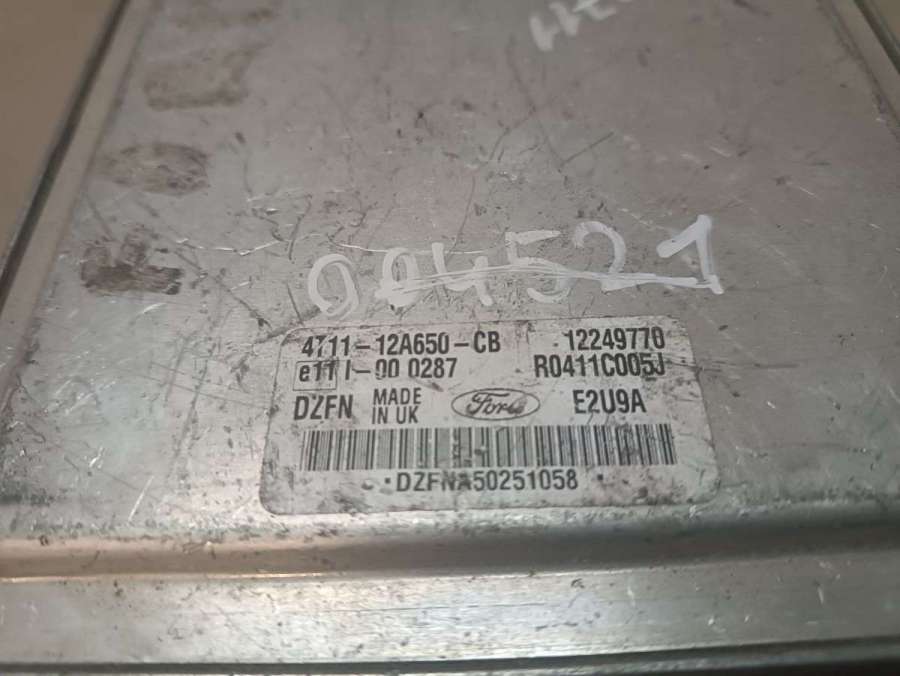 004521
4T11-12A650-CB 12249770
e11 I-00 0287 R0411C005J
DZFN MADE IN UK Ford E2U9A
DZFNA50251058